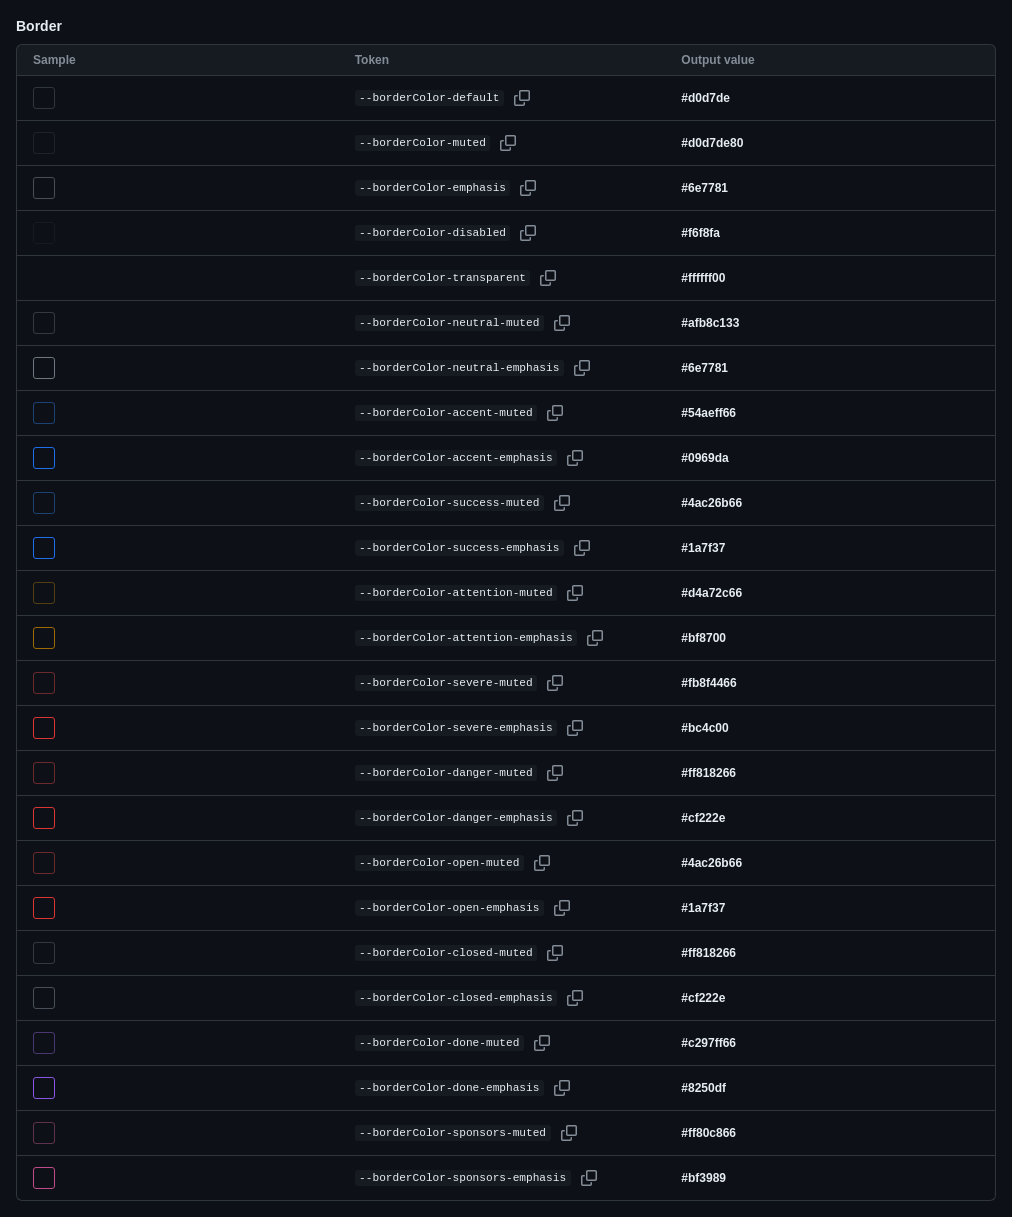 Border
Sample Token Output value
--borderColor-default #d0d7de
--borderColor-muted #d0d7de80
--borderColor-emphasis #6e7781
--borderColor-disabled #f6f8fa
--borderColor-transparent #ffffff00
--borderColor-neutral-muted #afb8c133
--borderColor-neutral-emphasis #6e7781
--borderColor-accent-muted #54aeff66
--borderColor-accent-emphasis #0969da
--borderColor-success-muted #4ac26b66
--borderColor-success-emphasis #1a7f37
--borderColor-attention-muted #d4a72c66
--borderColor-attention-emphasis #bf8700
--borderColor-severe-muted #fb8f4466
--borderColor-severe-emphasis #bc4c00
--borderColor-danger-muted #ff818266
--borderColor-danger-emphasis #cf222e
--borderColor-open-muted #4ac26b66
--borderColor-open-emphasis #1a7f37
--borderColor-closed-muted #ff818266
--borderColor-closed-emphasis #cf222e
--borderColor-done-muted #c297ff66
--borderColor-done-emphasis #8250df
--borderColor-sponsors-muted #ff80c866
--borderColor-sponsors-emphasis #bf3989